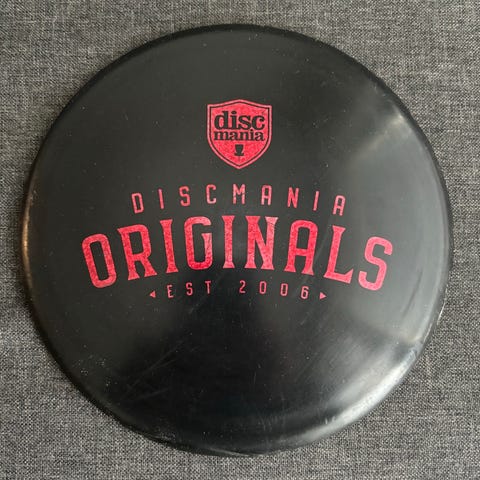 disc
mania
DISCMANIA
ORIGINALS
EST 2006